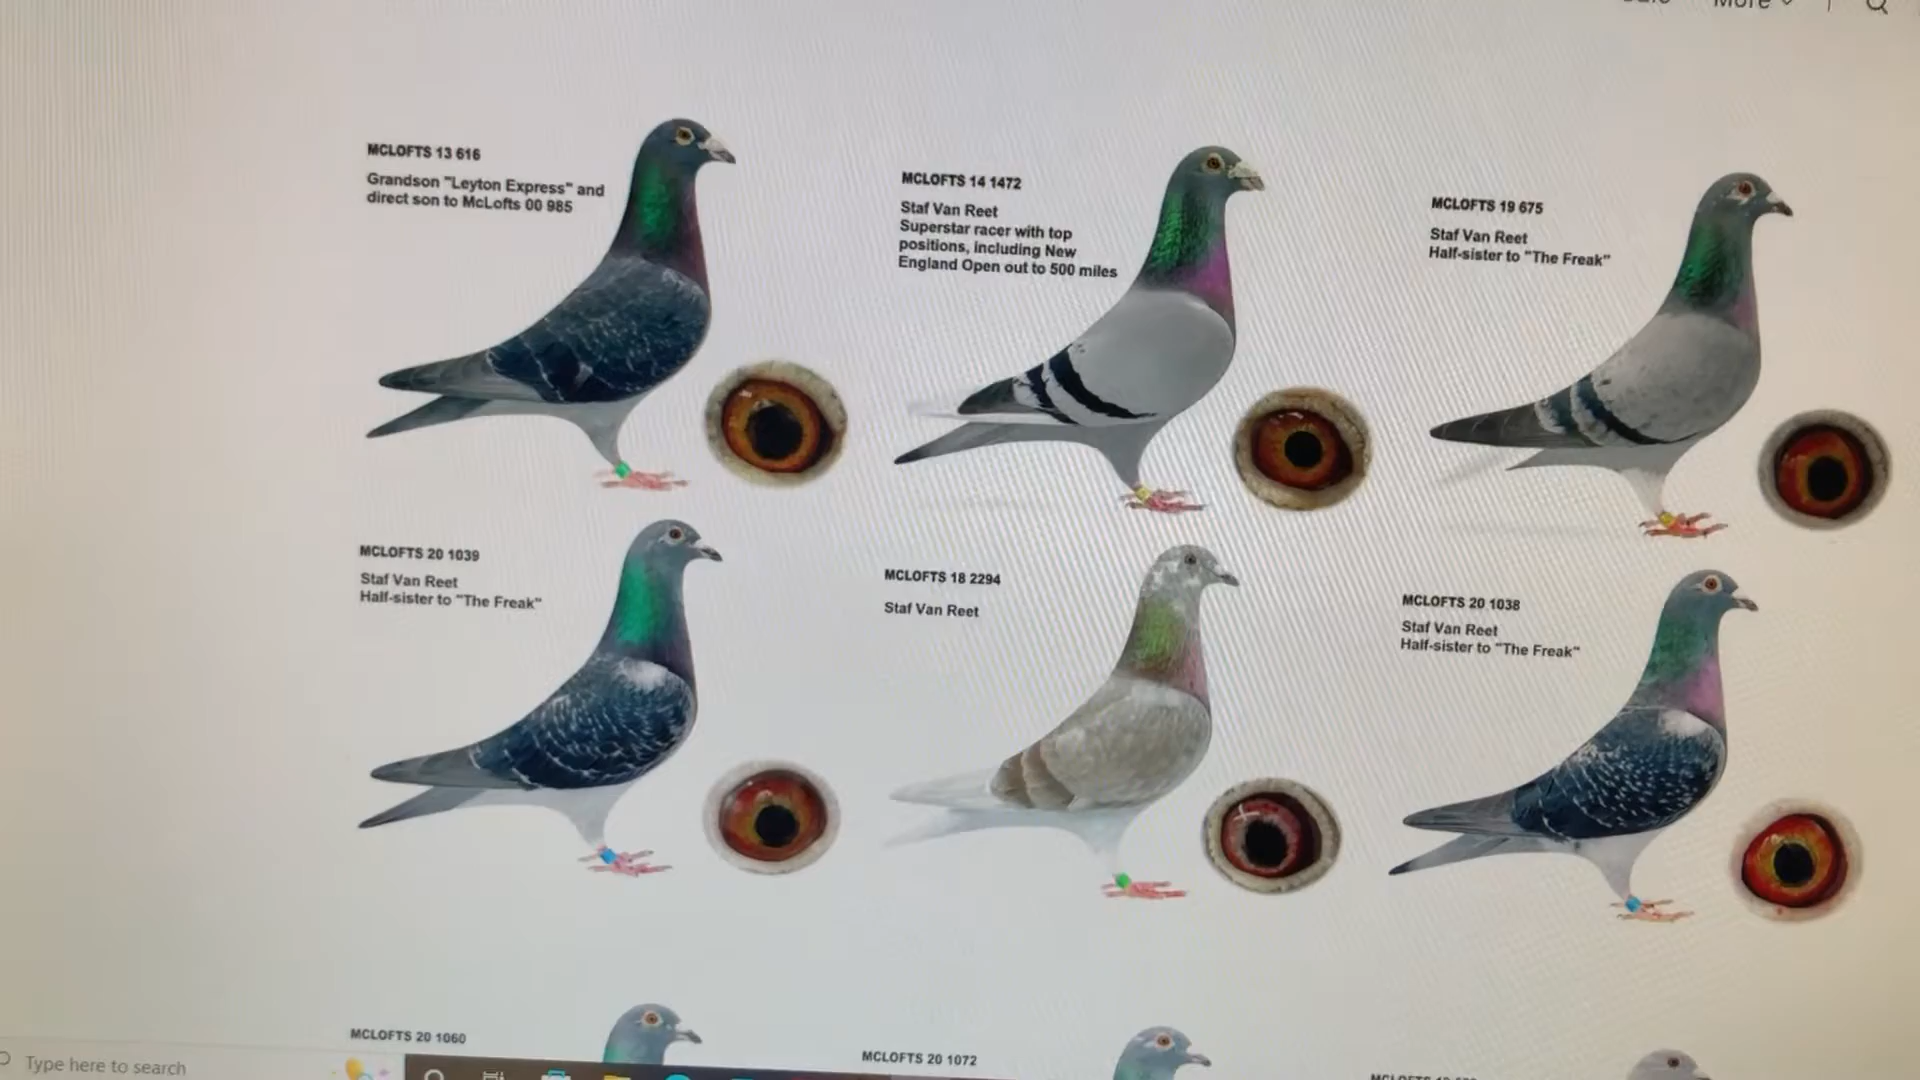 More
MCLOFTS 13 616
Grandson "Leyton Express" and
direct son to McLofts 00 985
MCLOFTS 14 1472
Staf Van Reet
Superstar racer with top
positions, including New
England Open out to 500 miles
MCLOFTS 19 675
Staf Van Reet
Half-sister to "The Freak"
MCLOFTS 20 1039
Staf Van Reet
Half-sister to "The Freak"
MCLOFTS 18 2294
Staf Van Reet
MCLOFTS 20 1038
Staf Van Reet
Half-sister to "The Freak"
MCLOFTS 20 1060
MCLOFTS 20 1072
Type here to search